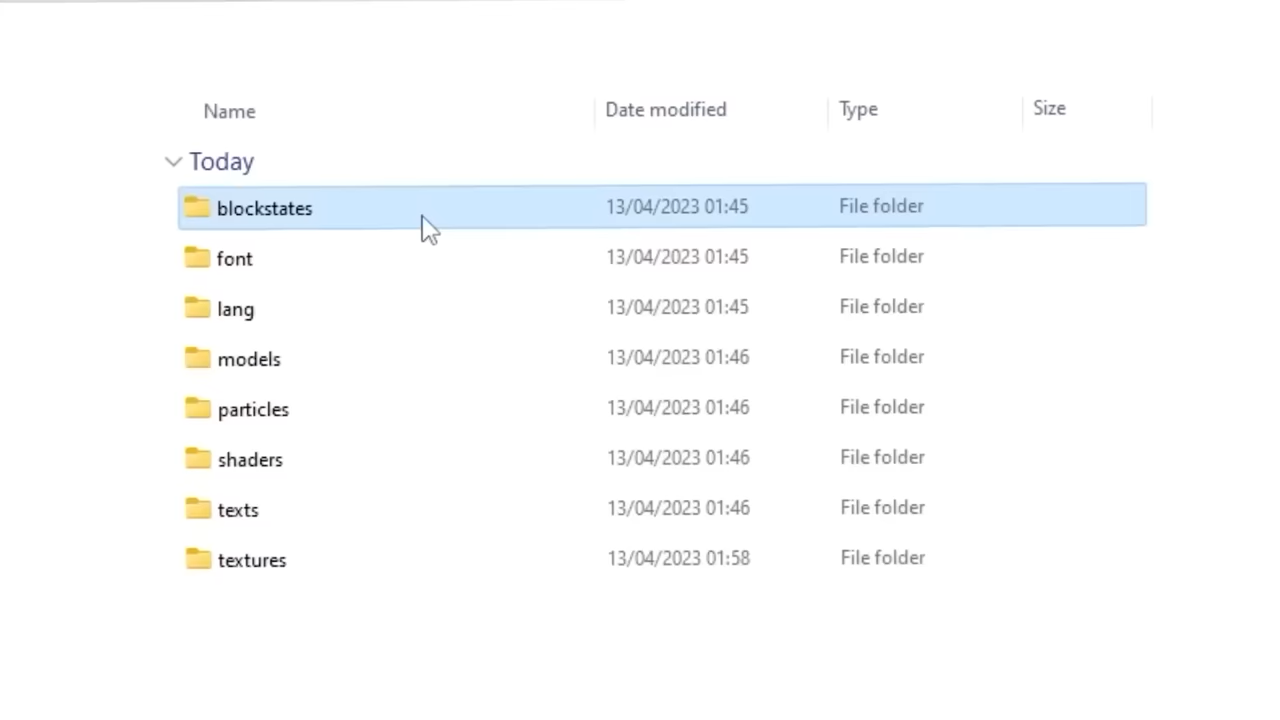 Name Date modified Type Size
Today
blockstates 13/04/2023 01:45 File folder
font 13/04/2023 01:45 File folder
lang 13/04/2023 01:45 File folder
models 13/04/2023 01:46 File folder
particles 13/04/2023 01:46 File folder
shaders 13/04/2023 01:46 File folder
texts 13/04/2023 01:46 File folder
textures 13/04/2023 01:58 File folder